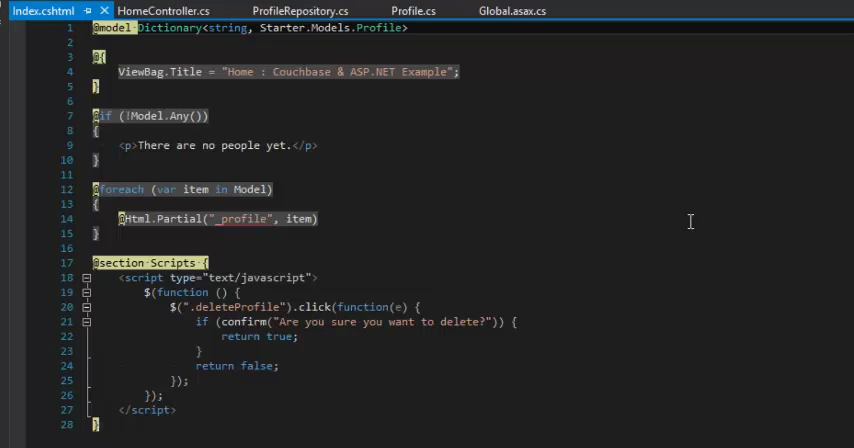 Index.cshtml HomeController.cs ProfileRepository.cs Profile.cs Global.asax.cs
1 @model Dictionary<string, Starter.Models.Profile>
2
3 @{
4 ViewBag.Title = "Home : Couchbase & ASP.NET Example";
5 }
6
7 @if (!Model.Any())
8 {
9 <p>There are no people yet.</p>
10 }
11
12 @foreach (var item in Model)
13 {
14 @Html.Partial("_profile", item)
15 }
16
17 @section Scripts {
18 <script type="text/javascript">
19 $(function () {
20 $(".deleteProfile").click(function(e) {
21 if (confirm("Are you sure you want to delete?")) {
22 return true;
23 }
24 return false;
25 });
26 });
27 </script>
28 }